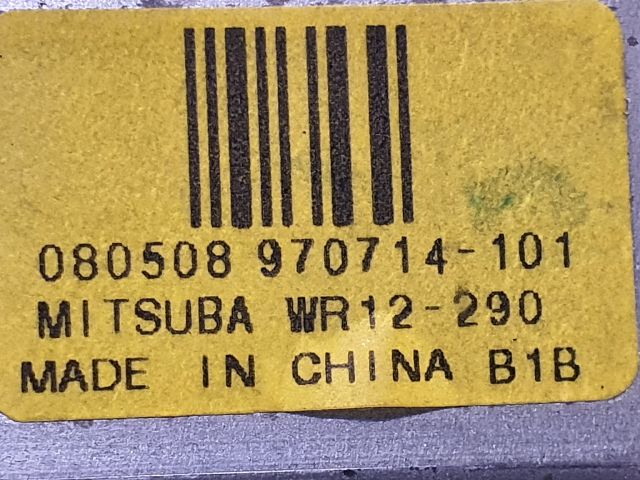 080508 970714-101
MITSUBA WR12-290
MADE IN CHINA B1B